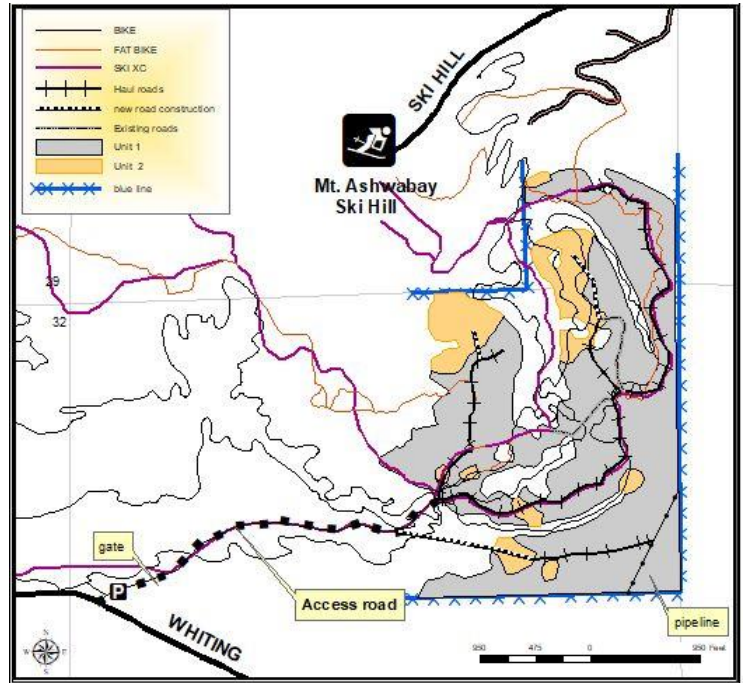 BIKE
FAT BIKE
SKI XC
Haul roads
new road construction
Existing roads
Unit 1
Unit 2
blue line
SKI HILL
Mt. Ashwabay
Ski Hill
29
32
gate
P
Access road
WHITING
pipeline
N
W E
S
950 475 0 950 Feet